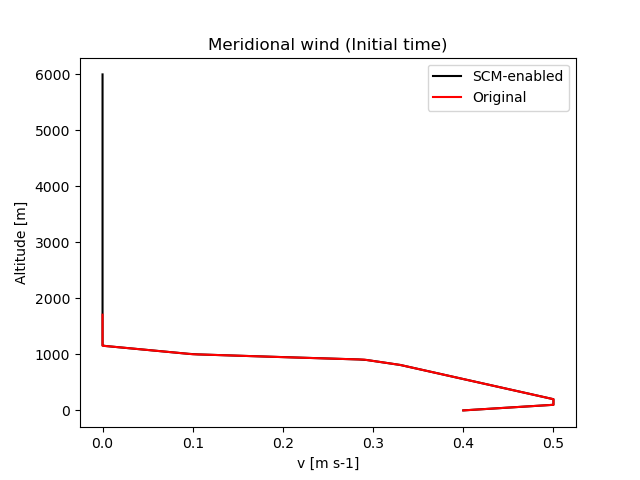 Meridional wind (Initial time)
SCM-enabled
Original
Altitude [m]
6000
5000
4000
3000
2000
1000
0
0.0 0.1 0.2 0.3 0.4 0.5
v [m s-1]